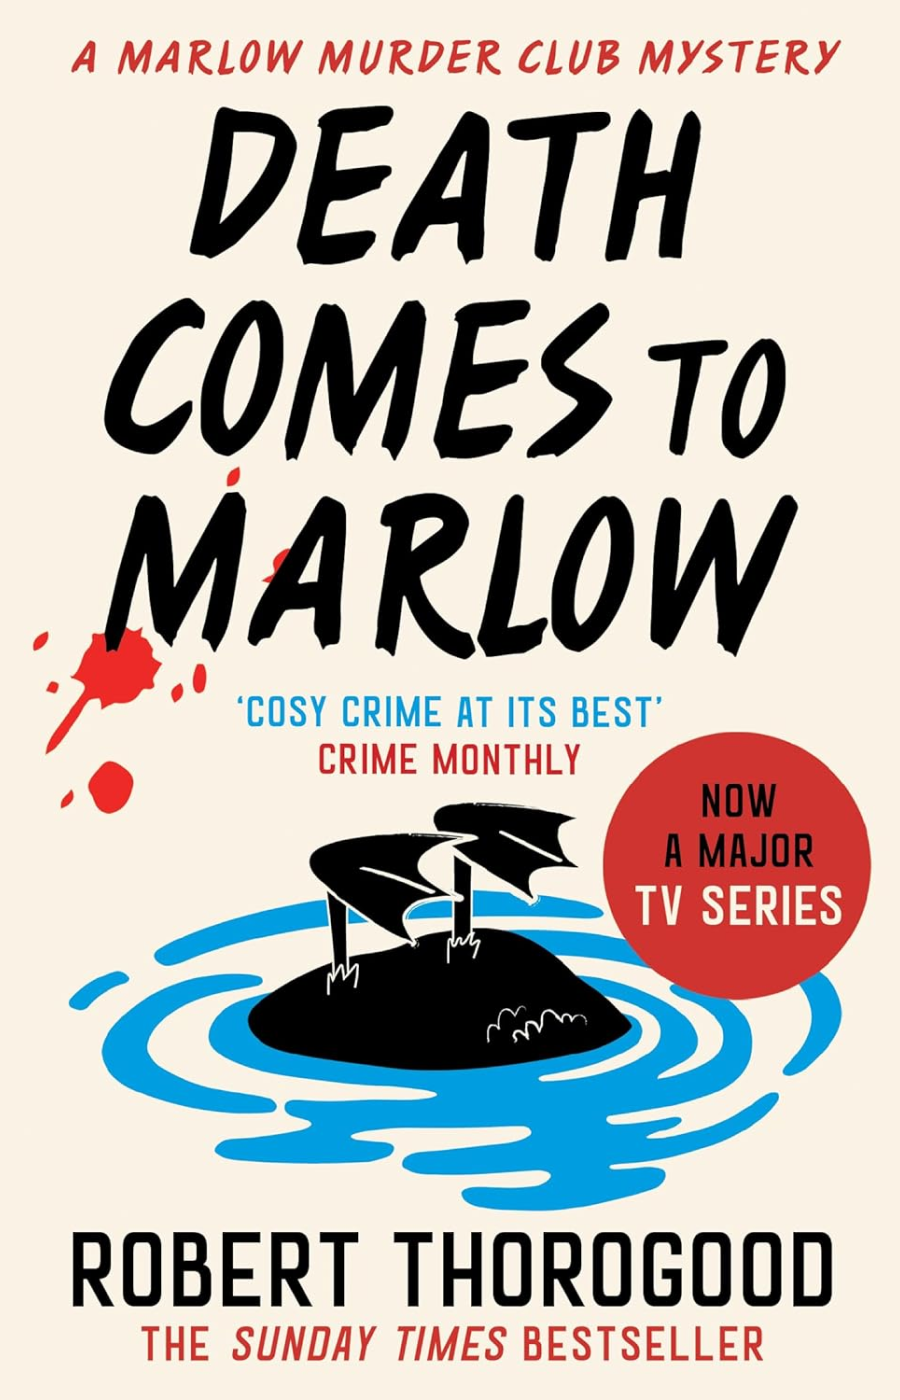 A MARLOW MURDER CLUB MYSTERY
DEATH
COMES TO
MARLOW
‘COSY CRIME AT ITS BEST’
CRIME MONTHLY
NOW
A MAJOR
TV SERIES
ROBERT THOROGOOD
THE SUNDAY TIMES BESTSELLER